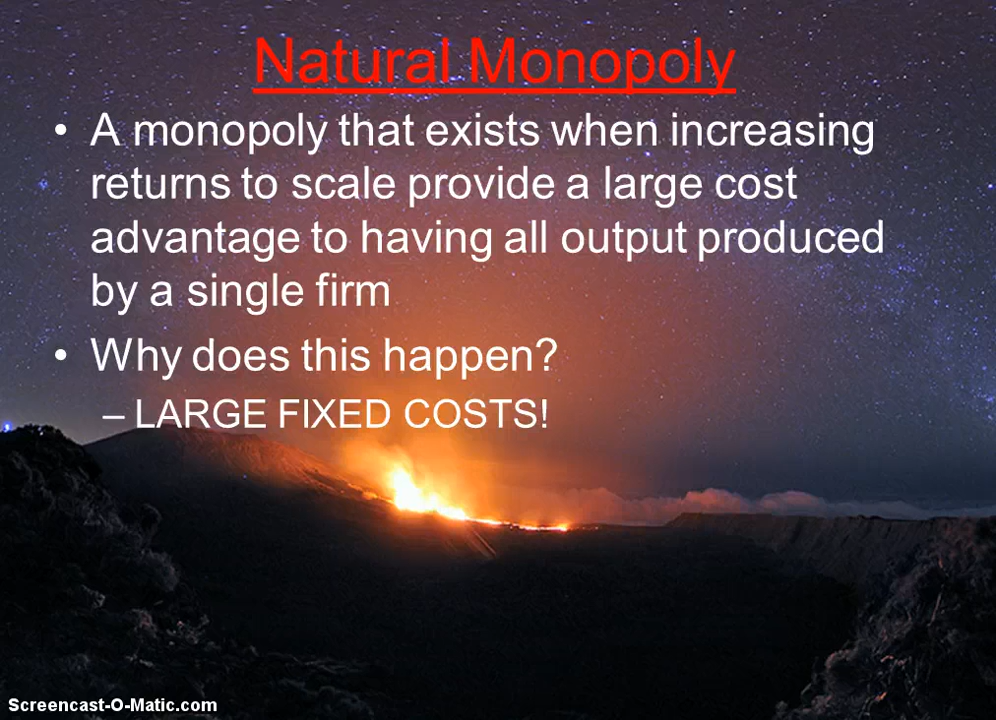 Natural Monopoly
• A monopoly that exists when increasing
returns to scale provide a large cost
advantage to having all output produced
by a single firm
• Why does this happen?
– LARGE FIXED COSTS!
Screencast-O-Matic.com